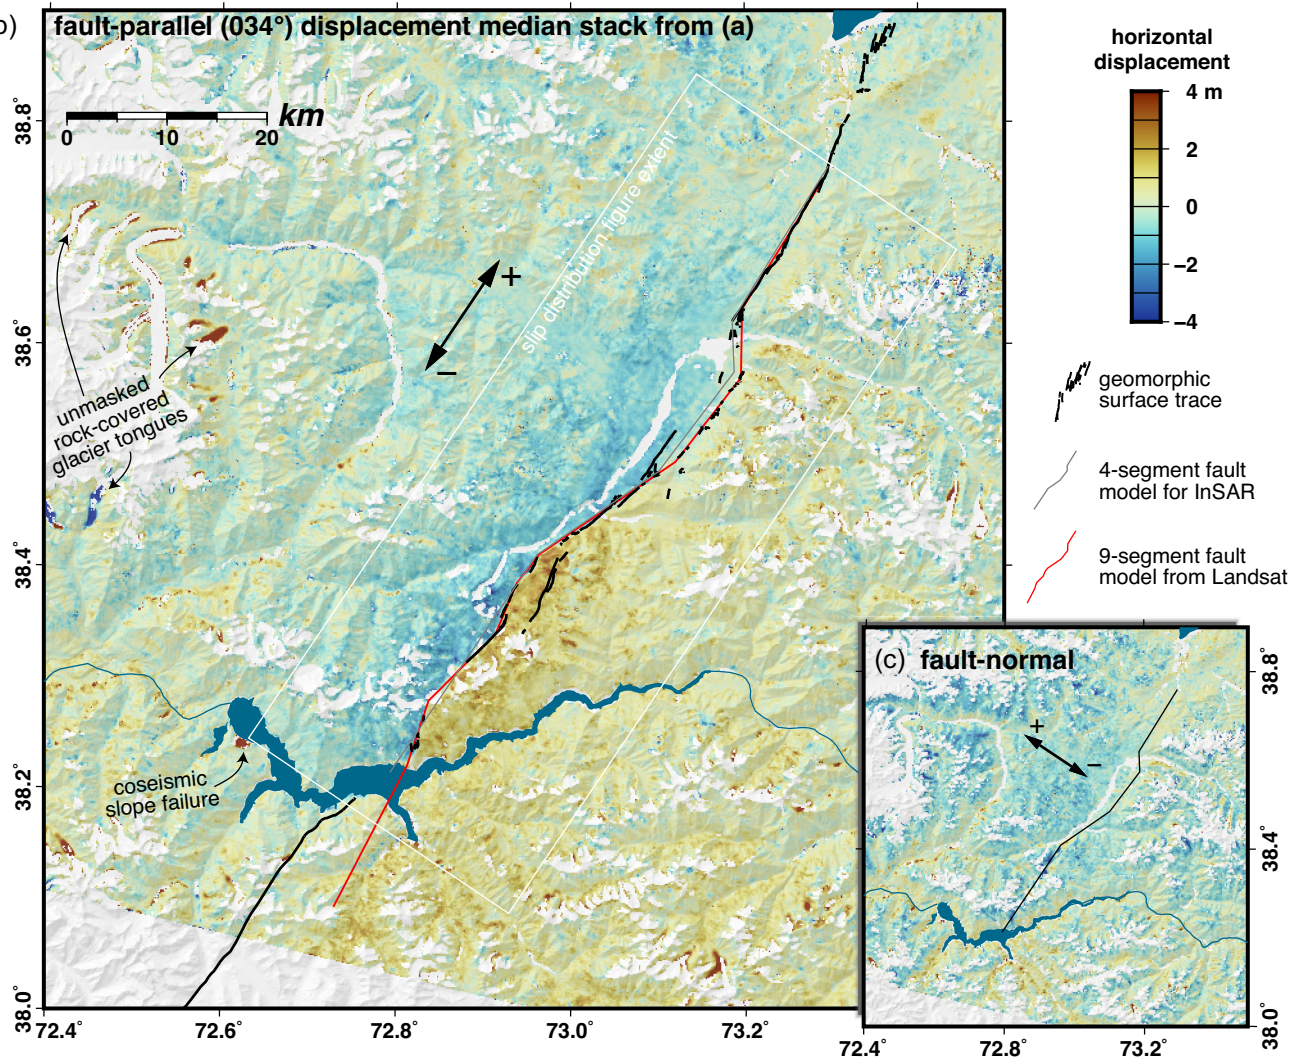 ) fault-parallel (034°) displacement median stack from (a)
km
0 10 20
38.8°
38.6°
38.4°
38.2°
38.0°
72.4° 72.6° 72.8° 73.0° 73.2°
slip distribution figure extent
+
−
unmasked
rock-covered
glacier tongues
coseismic
slope failure
horizontal
displacement
4 m
2
0
−2
−4
geomorphic
surface trace
4-segment fault
model for InSAR
9-segment fault
model from Landsat
(c) fault-normal
+
−
38.8°
38.4°
38.0°
72.4° 72.8° 73.2°